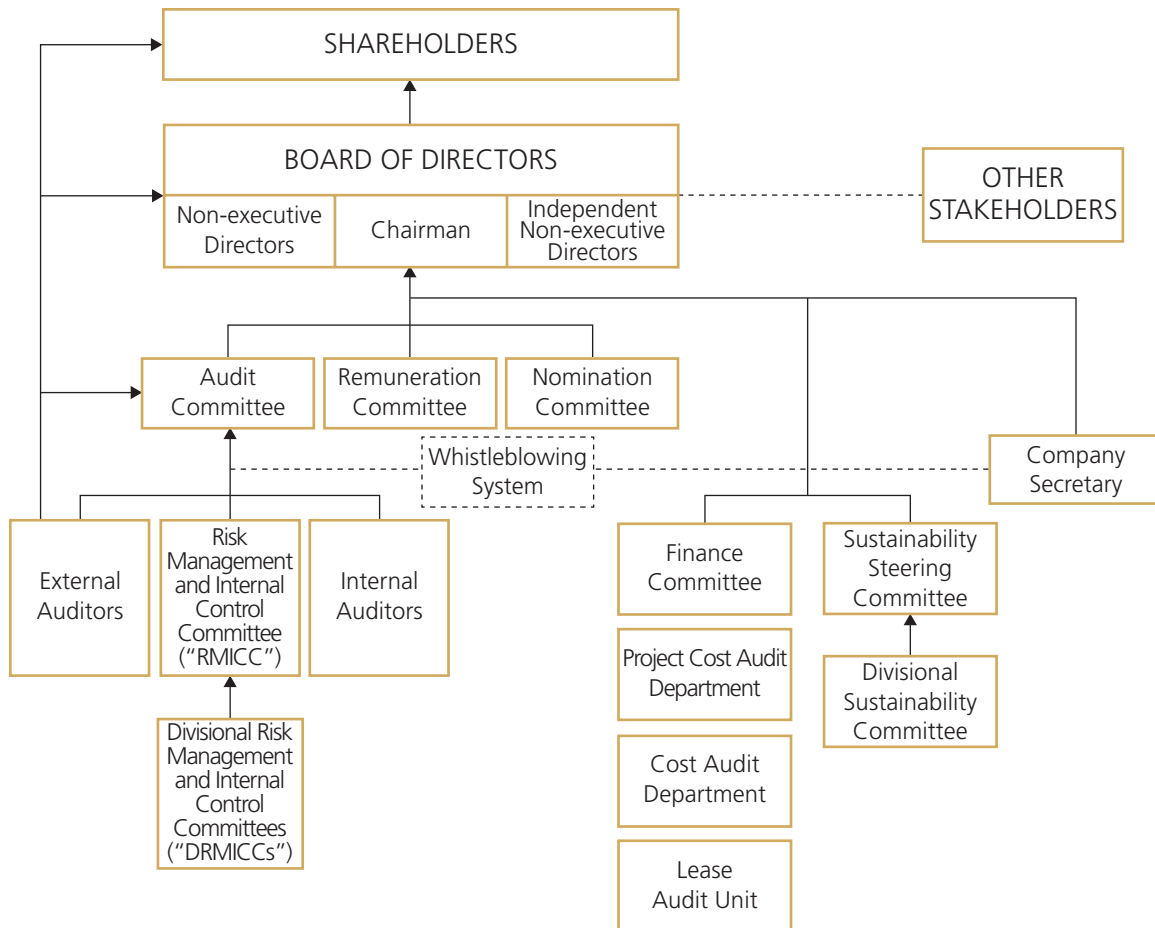 SHAREHOLDERS
BOARD OF DIRECTORS
Non-executive
Directors
Chairman
Independent
Non-executive
Directors
OTHER
STAKEHOLDERS
Audit
Committee
Remuneration
Committee
Nomination
Committee
Whistleblowing
System
Company
Secretary
External
Auditors
Risk
Management
and Internal
Control
Committee
(“RMICC”)
Internal
Auditors
Finance
Committee
Sustainability
Steering
Committee
Project Cost Audit
Department
Divisional
Sustainability
Committee
Divisional Risk
Management
and Internal
Control
Committees
(“DRMICCs”)
Cost Audit
Department
Lease
Audit Unit